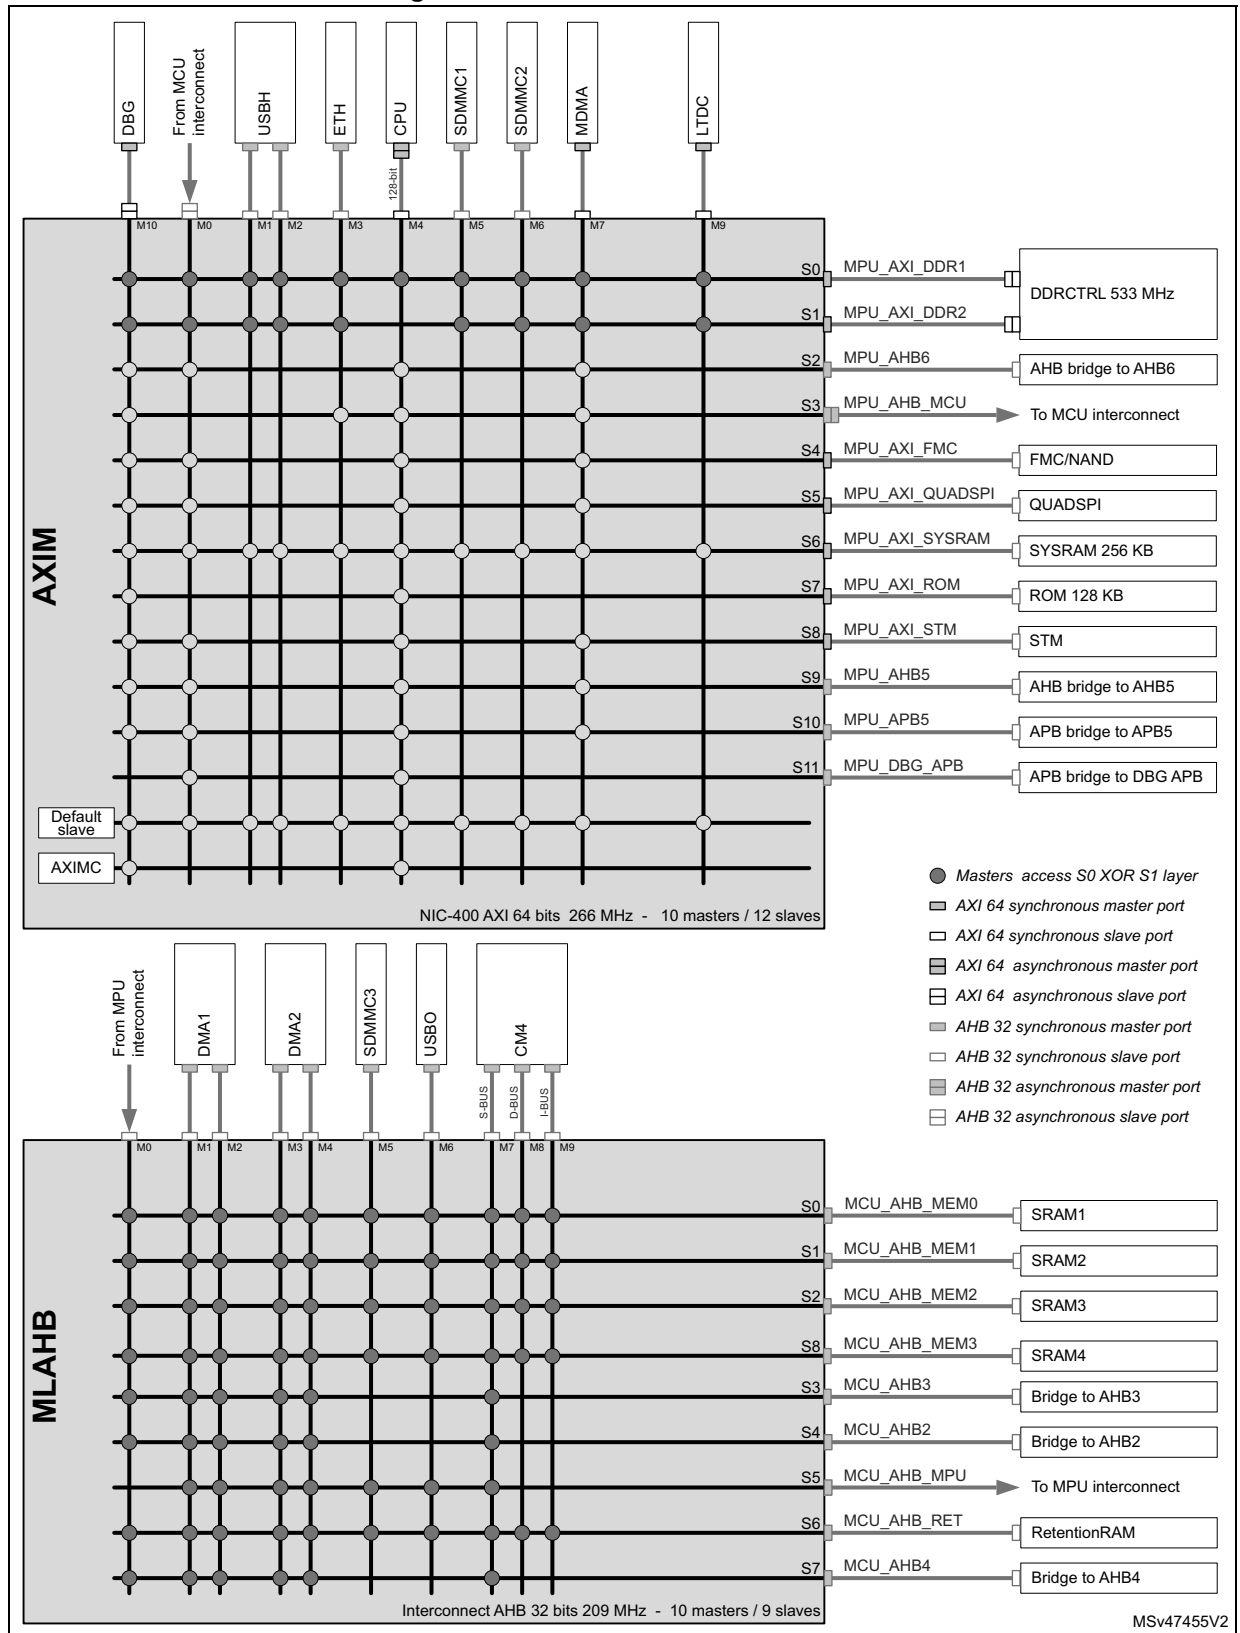 DBG
From MCU
interconnect
USBH
ETH
CPU
SDMMC1
SDMMC2
MDMA
LTDC
128-bit
M10
M0
M1
M2
M3
M4
M5
M6
M7
M9
AXIM
S0 MPU_AXI_DDR1
DDRCTRL 533 MHz
S1 MPU_AXI_DDR2
S2 MPU_AHB6 AHB bridge to AHB6
S3 MPU_AHB_MCU To MCU interconnect
S4 MPU_AXI_FMC FMC/NAND
S5 MPU_AXI_QUADSPI QUADSPI
S6 MPU_AXI_SYSRAM SYSRAM 256 KB
S7 MPU_AXI_ROM ROM 128 KB
S8 MPU_AXI_STM STM
S9 MPU_AHB5 AHB bridge to AHB5
S10 MPU_APB5 APB bridge to APB5
S11 MPU_DBG_APB APB bridge to DBG APB
Default
slave
AXIMC
NIC-400 AXI 64 bits 266 MHz - 10 masters / 12 slaves
Masters access S0 XOR S1 layer
AXI 64 synchronous master port
AXI 64 synchronous slave port
AXI 64 asynchronous master port
AXI 64 asynchronous slave port
AHB 32 synchronous master port
AHB 32 synchronous slave port
AHB 32 asynchronous master port
AHB 32 asynchronous slave port
From MPU
interconnect
DMA1
DMA2
SDMMC3
USBO
CM4
S-BUS
D-BUS
I-BUS
M0
M1
M2
M3
M4
M5
M6
M7
M8
M9
MLAHB
S0 MCU_AHB_MEM0 SRAM1
S1 MCU_AHB_MEM1 SRAM2
S2 MCU_AHB_MEM2 SRAM3
S8 MCU_AHB_MEM3 SRAM4
S3 MCU_AHB3 Bridge to AHB3
S4 MCU_AHB2 Bridge to AHB2
S5 MCU_AHB_MPU To MPU interconnect
S6 MCU_AHB_RET RetentionRAM
S7 MCU_AHB4 Bridge to AHB4
Interconnect AHB 32 bits 209 MHz - 10 masters / 9 slaves
MSv47455V2